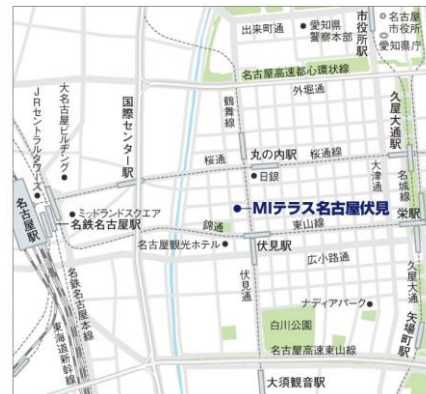 出来町通
愛知県
警察本部
市役所駅
名古屋
市役所
愛知県庁
名古屋高速都心環状線
外堀通
鶴舞線
国際センター駅
大名古屋ビルヂング
JRセントラルタワーズ
久屋大通駅
丸の内駅
桜通線
桜通
日銀
大津通
名城線
MIテラス名古屋伏見
ミッドランドスクエア
名古屋駅
名鉄名古屋駅
錦通
東山線
栄駅
名古屋観光ホテル
伏見駅
広小路通
伏見通
久屋大通
ナディアパーク
矢場町駅
白川公園
名鉄名古屋本線
東海道新幹線
名古屋高速東山線
大須観音駅